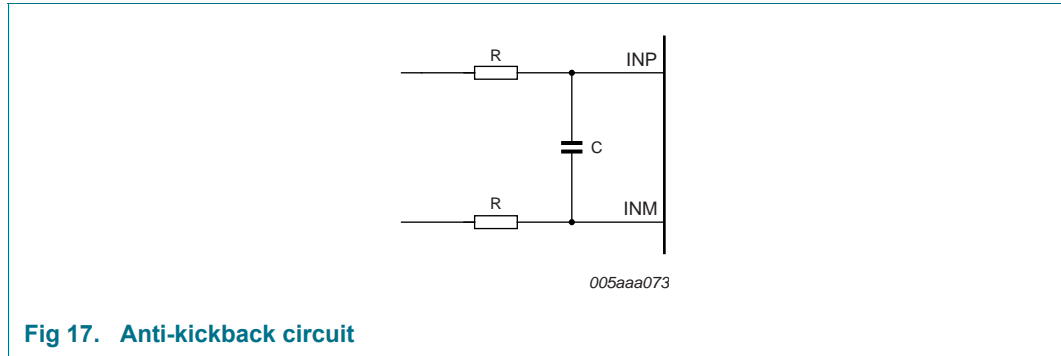 R
INP
C
R
INM
005aaa073
Fig 17. Anti-kickback circuit